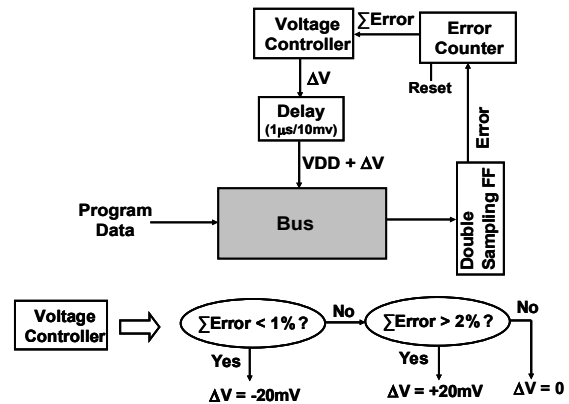 Voltage
Controller
∑Error
Error
Counter
Reset
ΔV
Delay
(1μs/10mv)
VDD + ΔV
Error
Program
Data
Bus
Double
Sampling FF
Voltage
Controller
∑Error < 1% ?
No
∑Error > 2% ?
No
Yes
Yes
ΔV = -20mV
ΔV = +20mV
ΔV = 0